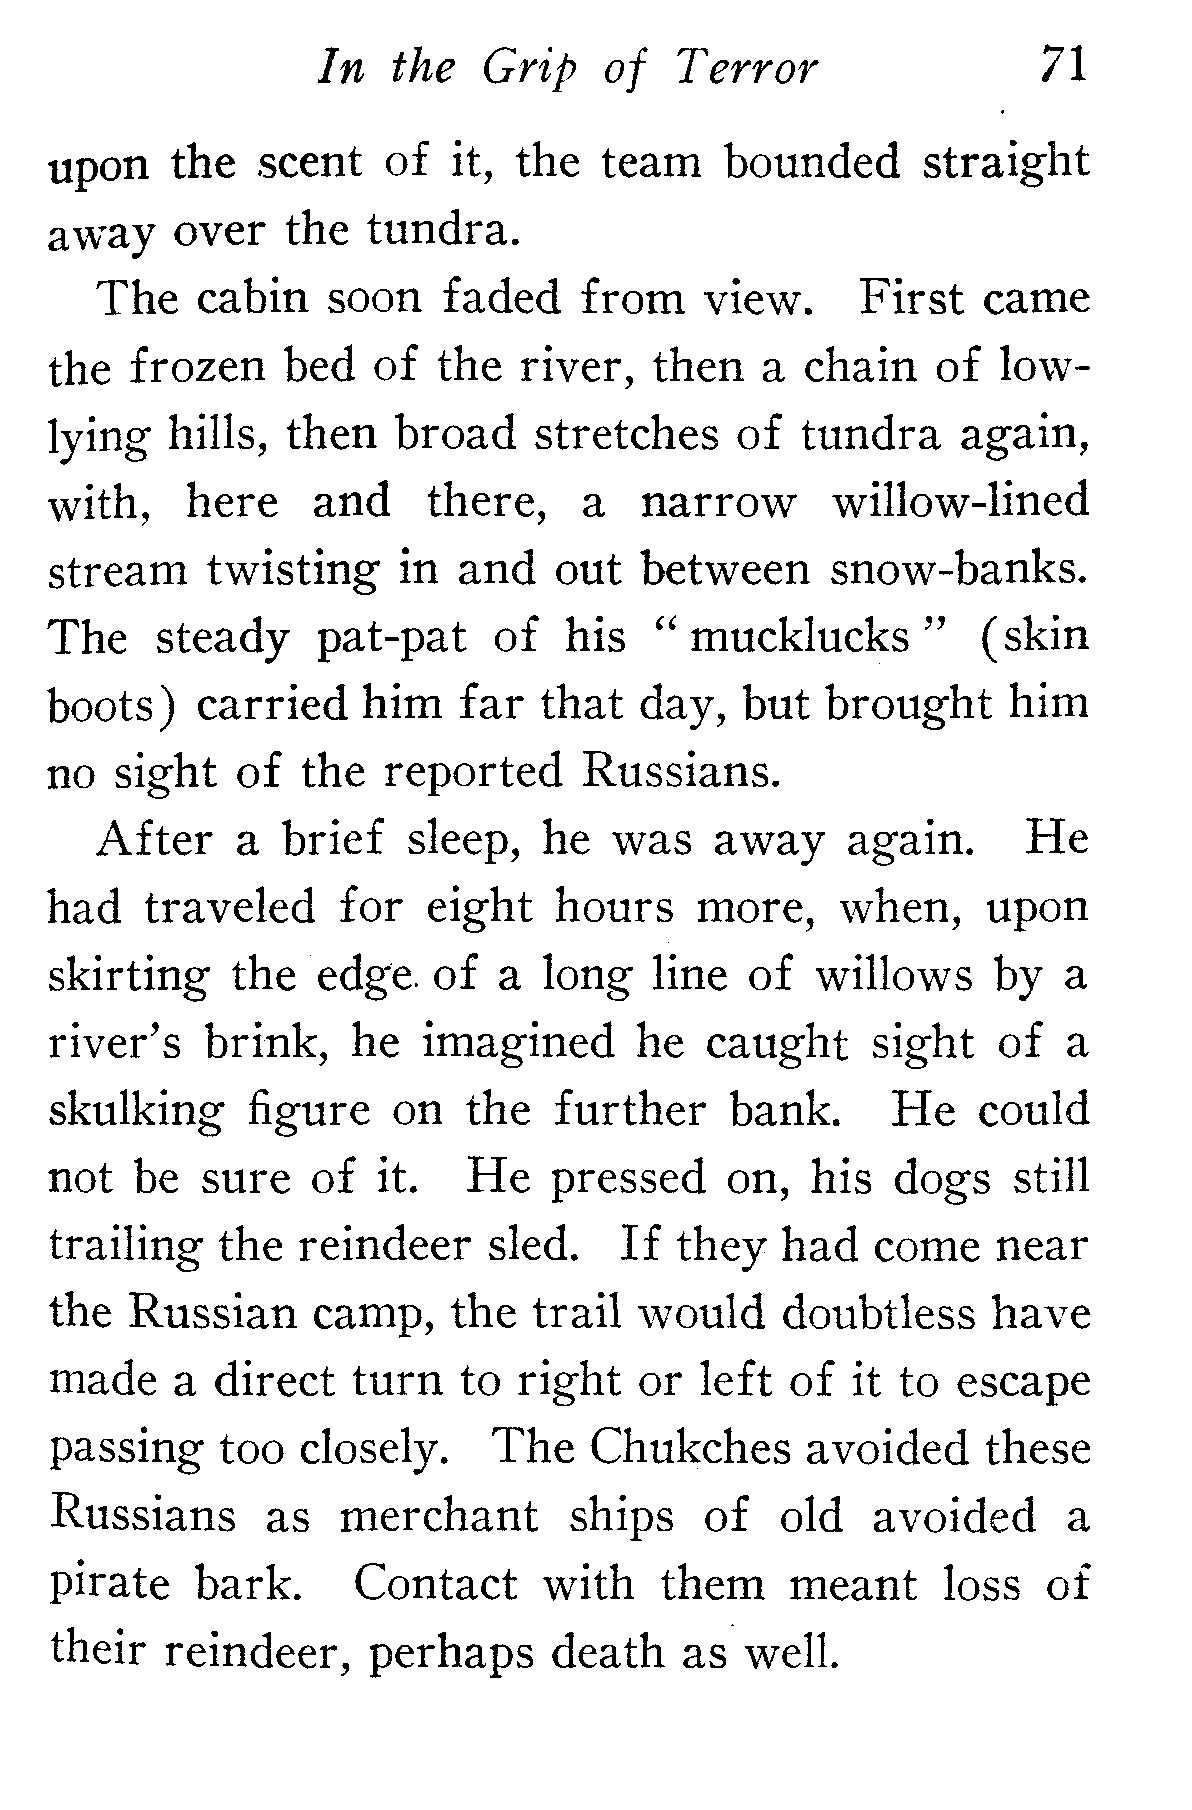 In the Grip of Terror 71
upon the scent of it, the team bounded straight
away over the tundra.
The cabin soon faded from view. First came
the frozen bed of the river, then a chain of low-
lying hills, then broad stretches of tundra again,
with, here and there, a narrow willow-lined
stream twisting in and out between snow-banks.
The steady pat-pat of his “ mucklucks ” (skin
boots) carried him far that day, but brought him
no sight of the reported Russians.
After a brief sleep, he was away again. He
had traveled for eight hours more, when, upon
skirting the edge of a long line of willows by a
river's brink, he imagined he caught sight of a
skulking figure on the further bank. He could
not be sure of it. He pressed on, his dogs still
trailing the reindeer sled. If they had come near
the Russian camp, the trail would doubtless have
made a direct turn to right or left of it to escape
passing too closely. The Chukches avoided these
Russians as merchant ships of old avoided a
pirate bark. Contact with them meant loss of
their reindeer, perhaps death as well.